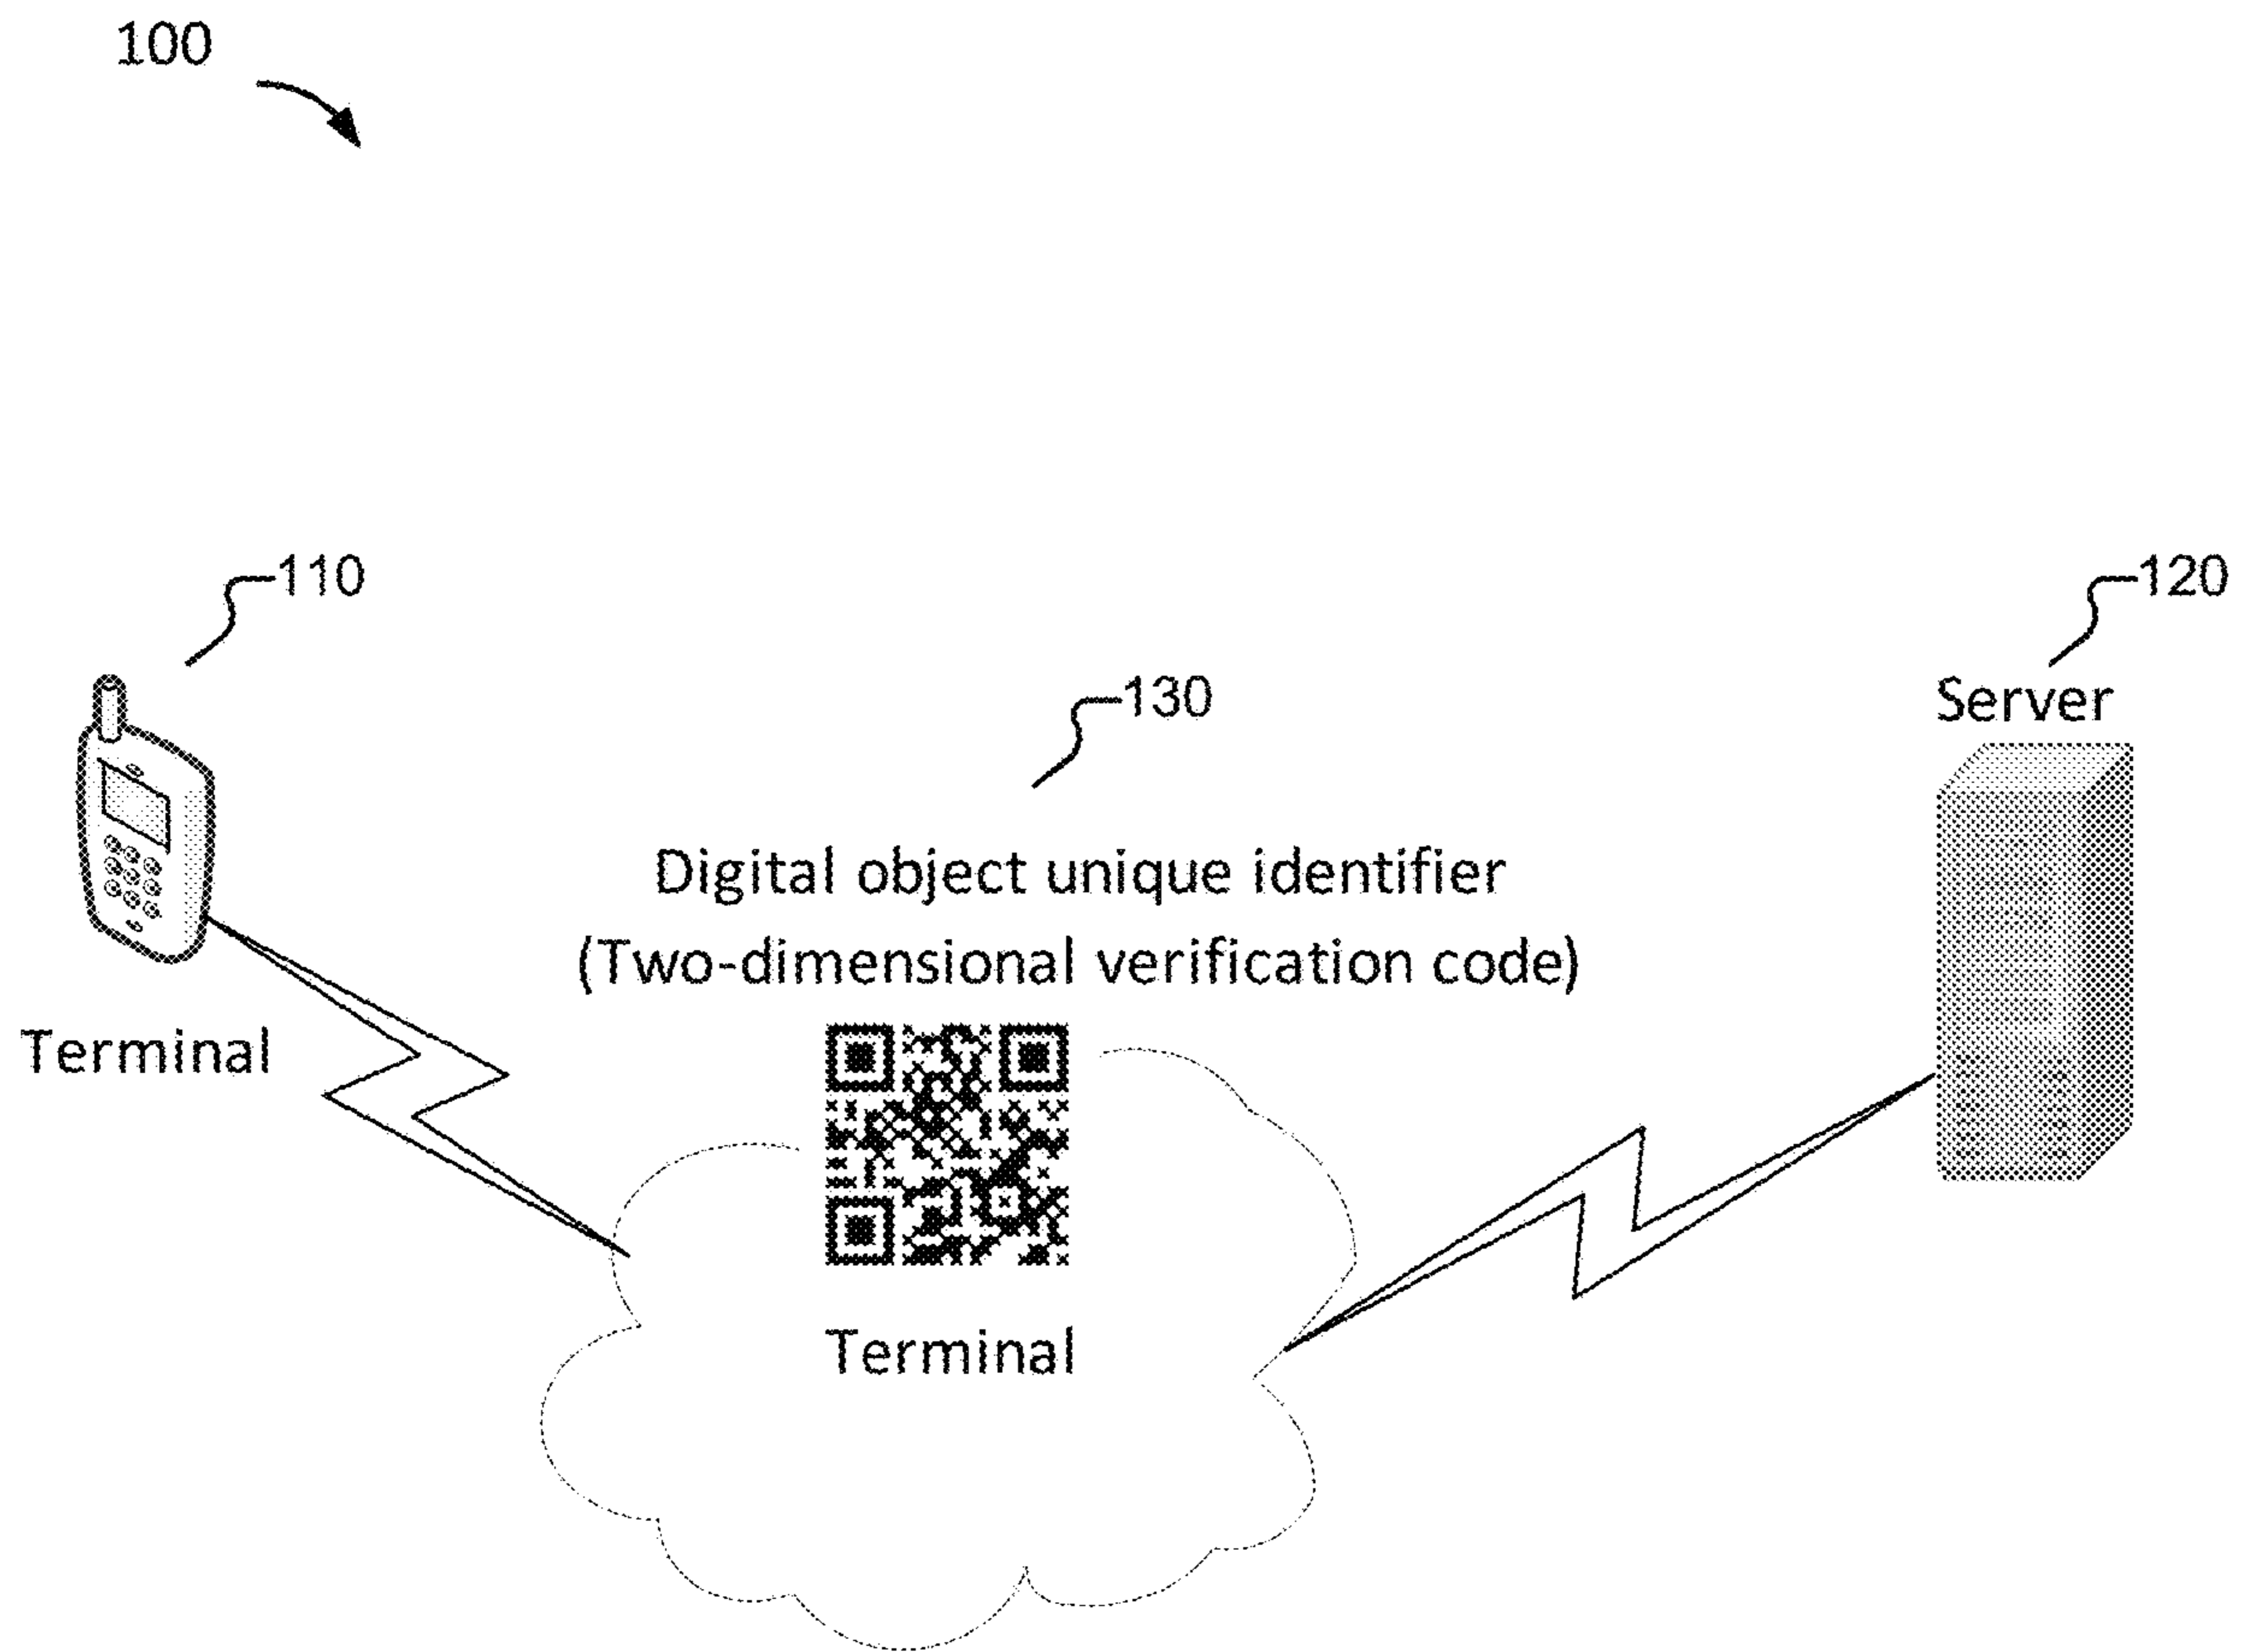 100
110
120
130
Server
Digital object unique identifier
(Two-dimensional verification code)
Terminal
Terminal